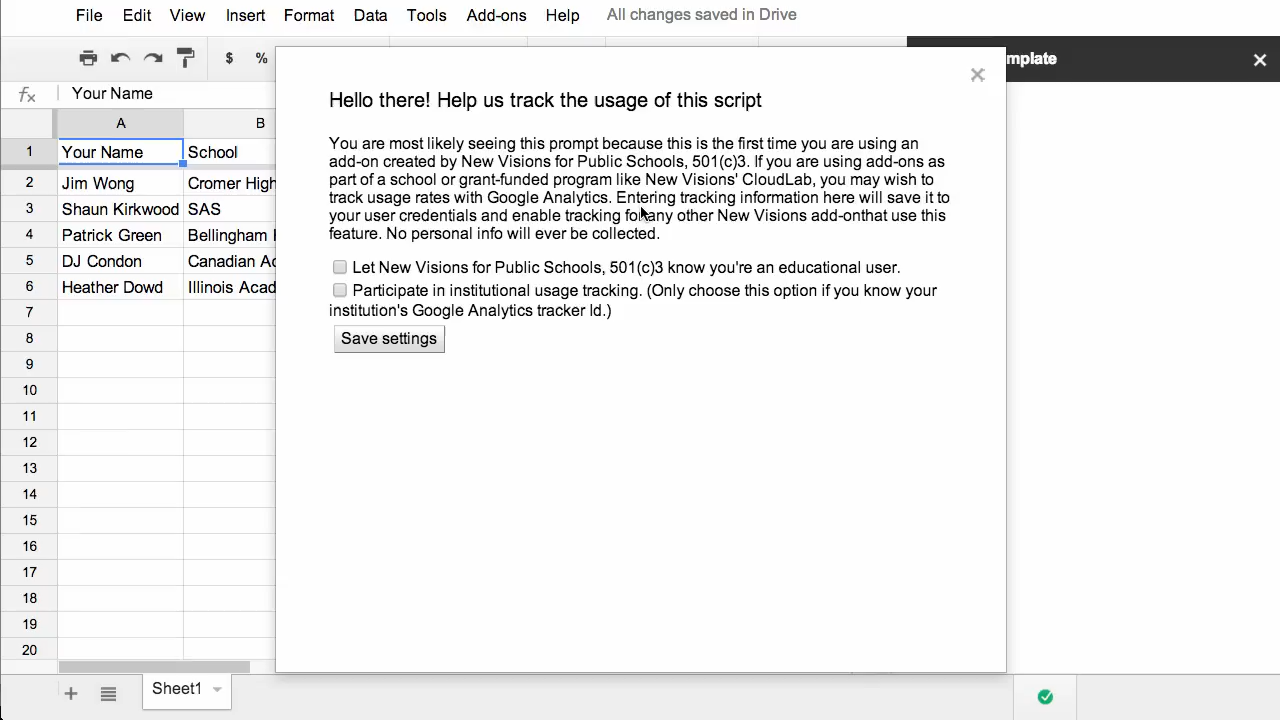 File Edit View Insert Format Data Tools Add-ons Help All changes saved in Drive
$ %
mplate
fx Your Name
A B
1 Your Name School
2 Jim Wong Cromer High
3 Shaun Kirkwood SAS
4 Patrick Green Bellingham
5 DJ Condon Canadian Ac
6 Heather Dowd Illinois Acad
7
8
9
10
11
12
13
14
15
16
17
18
19
20
Hello there! Help us track the usage of this script
You are most likely seeing this prompt because this is the first time you are using an
add-on created by New Visions for Public Schools, 501(c)3. If you are using add-ons as
part of a school or grant-funded program like New Visions' CloudLab, you may wish to
track usage rates with Google Analytics. Entering tracking information here will save it to
your user credentials and enable tracking for any other New Visions add-onthat use this
feature. No personal info will ever be collected.
Let New Visions for Public Schools, 501(c)3 know you're an educational user.
Participate in institutional usage tracking. (Only choose this option if you know your
institution's Google Analytics tracker Id.)
Save settings
Sheet1